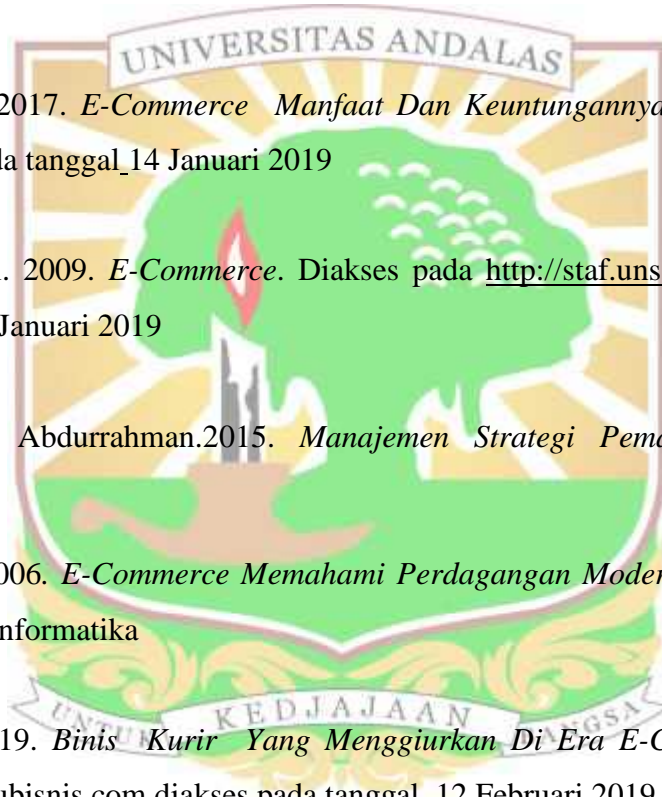 UNIVERSITAS ANDALAS
2017. E-Commerce Manfaat Dan Keuntungannya
tanggal 14 Januari 2019
2009. E-Commerce. Diakses pada http://staf.uns
Januari 2019
Abdurrahman.2015. Manajemen Strategi
006. E-Commerce Memahami Perdagangan Moder
nformatika
UNTUK KEDJAJAAN BANGSA
19. Binis Kurir Yang Menggiurkan Di Era E-C
ubisnis.com diakses pada tanggal 12 Februari 2019